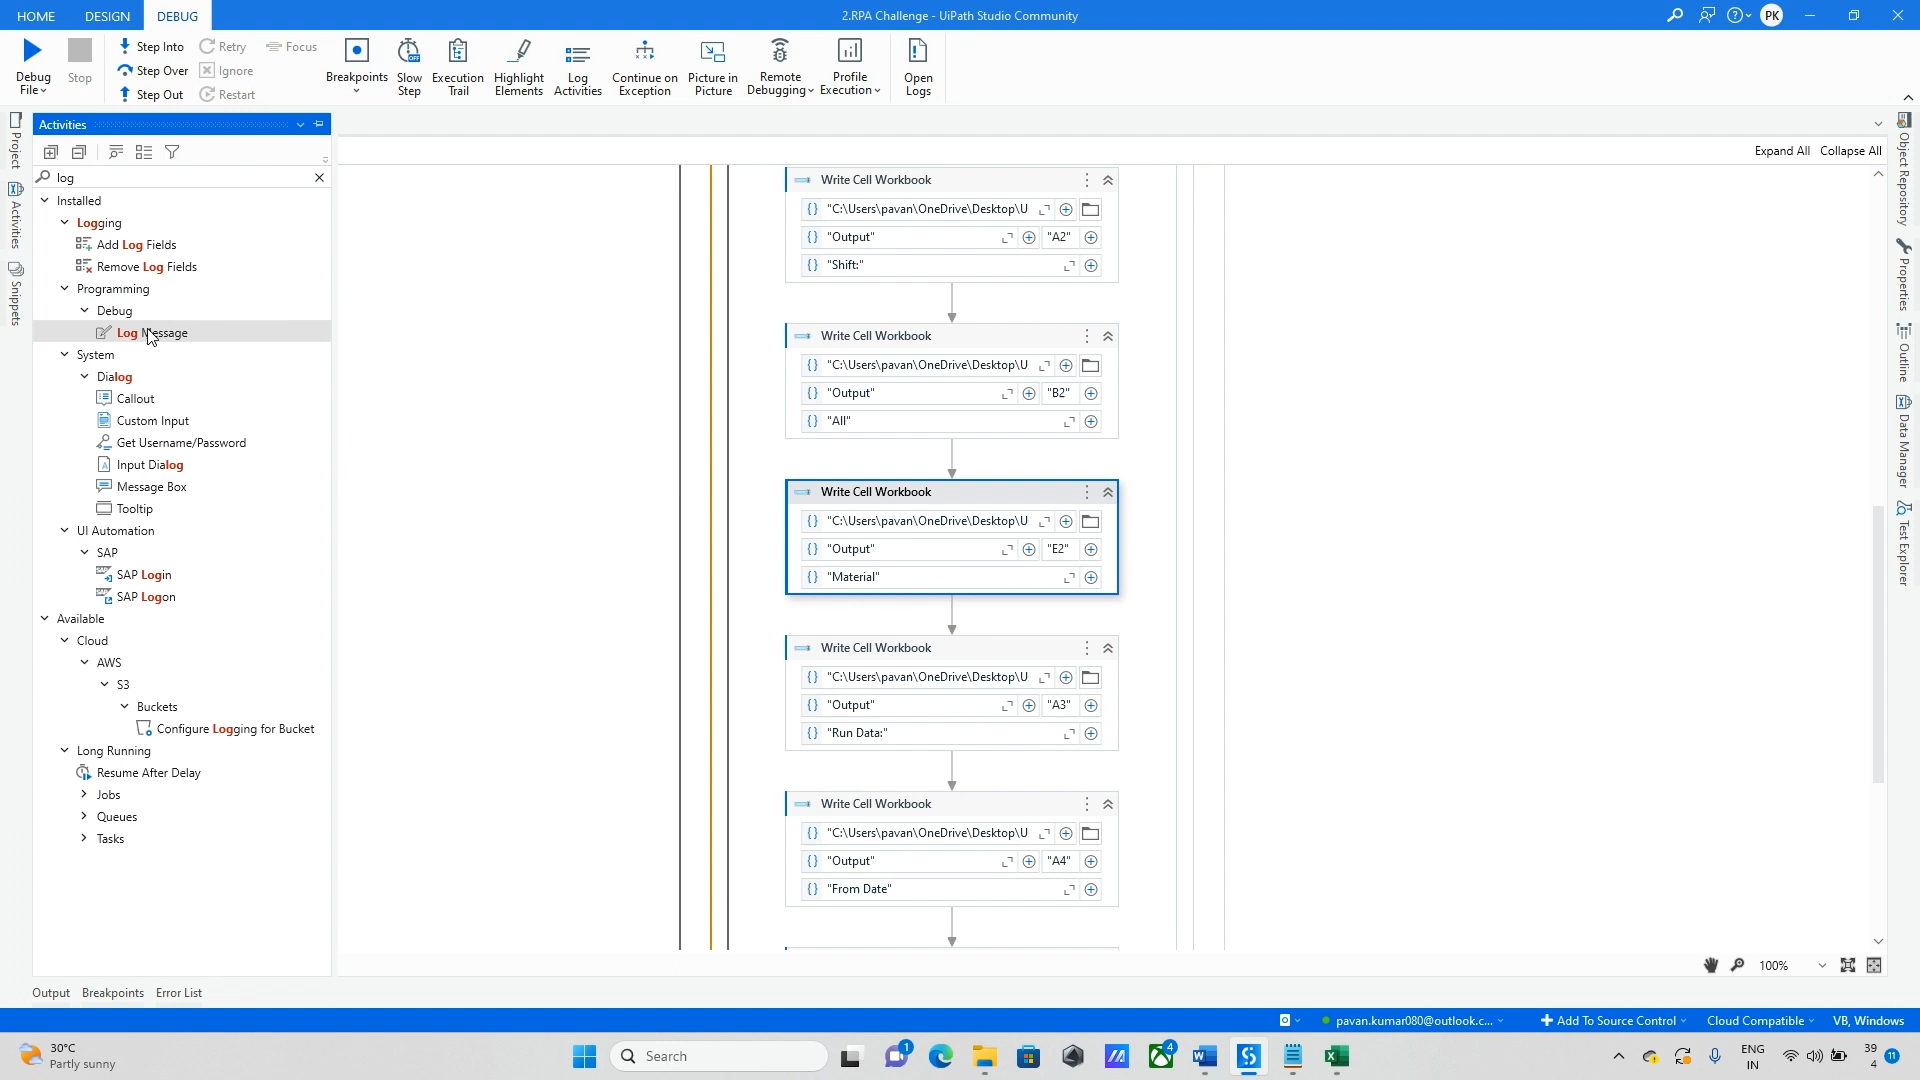 HOME DESIGN DEBUG 2.RPA Challenge - UiPath Studio Community PK
Debug File Stop Step Into Step Over Step Out Retry Ignore Restart Focus Breakpoints Slow Step Execution Trail Highlight Elements Log Activities Continue on Exception Picture in Picture Remote Debugging Profile Execution Open Logs
Project
Activities
Snippets
Activities
log
Installed
Logging
Add Log Fields
Remove Log Fields
Programming
Debug
Log Message
System
Dialog
Callout
Custom Input
Get Username/Password
Input Dialog
Message Box
Tooltip
UI Automation
SAP
SAP Login
SAP Logon
Available
Cloud
AWS
S3
Buckets
Configure Logging for Bucket
Long Running
Resume After Delay
Jobs
Queues
Tasks
Expand All Collapse All
Write Cell Workbook
"C:\Users\pavan\OneDrive\Desktop\U
"Output" "A2"
"Shift:"
Write Cell Workbook
"C:\Users\pavan\OneDrive\Desktop\U
"Output" "B2"
"All"
Write Cell Workbook
"C:\Users\pavan\OneDrive\Desktop\U
"Output" "E2"
"Material"
Write Cell Workbook
"C:\Users\pavan\OneDrive\Desktop\U
"Output" "A3"
"Run Data:"
Write Cell Workbook
"C:\Users\pavan\OneDrive\Desktop\U
"Output" "A4"
"From Date"
100%
Object Repository
Properties
Outline
Data Manager
Test Explorer
Output Breakpoints Error List
pavan.kumar080@outlook.c... Add To Source Control Cloud Compatible VB, Windows
30°C
Partly sunny
Search
1
4
ENG
IN
39
4
11